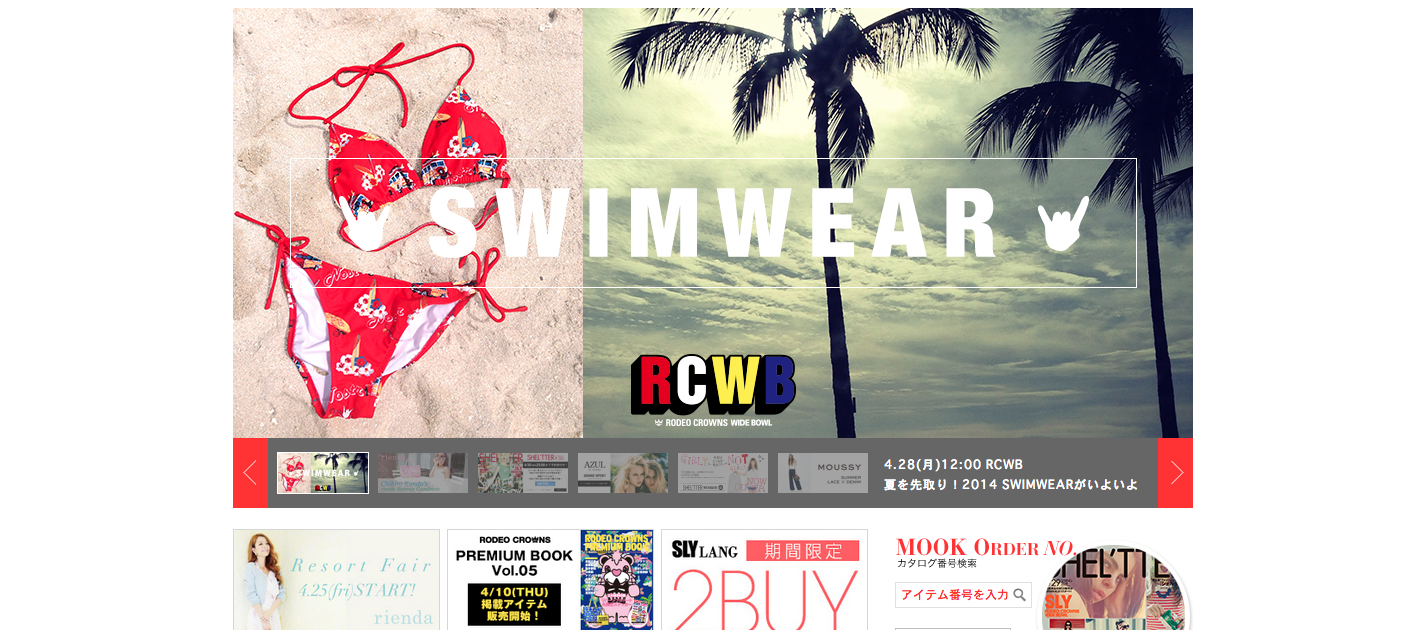 SWIMWEAR
RCWB
RODEO CROWNS WIDE BOWL
SWIMWEAR
AZUL
MOUSSY
SUMMER
LACE × DENIM
4.28(月)12:00 RCWB
夏を先取り！2014 SWIMWEARがいよいよ
Resort Fair
4.25(fri)START!
rienda
RODEO CROWNS
PREMIUM BOOK
Vol.05
4/10(THU)
掲載アイテム
販売開始！
RODEO CROWNS
PREMIUM BOOK
SLY LANG
期間限定
2BUY
MOOK ORDER NO.
カタログ番号検索
アイテム番号を入力
SHEL'TTER
SLY